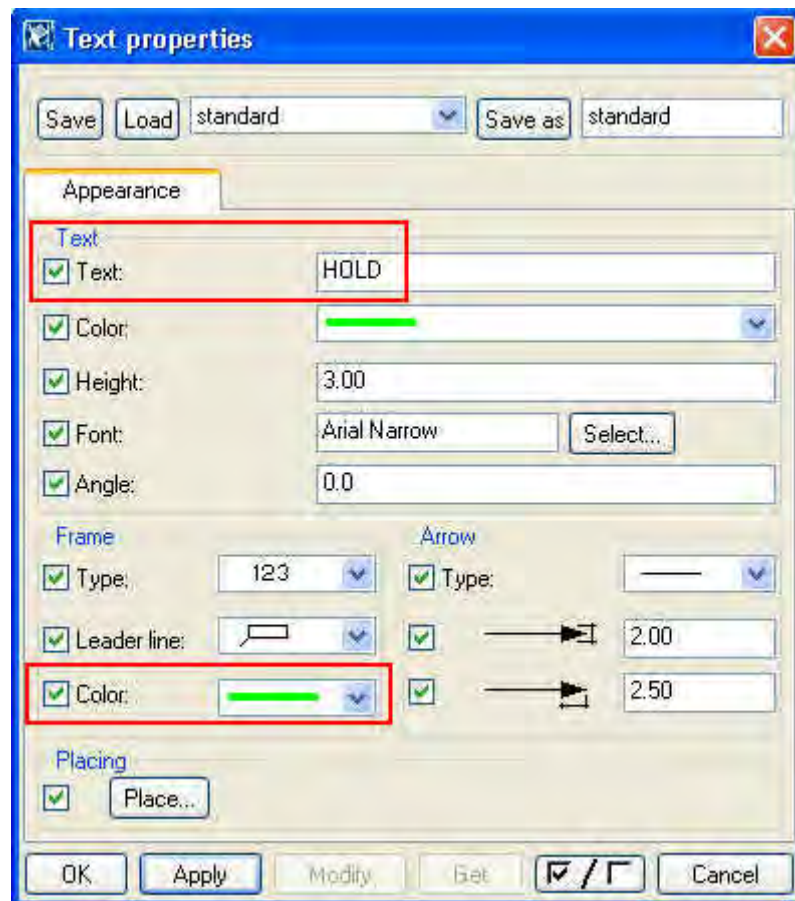 Text properties
Save Load standard Save as standard
Appearance
Text
Text: HOLD
Color:
Height: 3.00
Font: Arial Narrow Select...
Angle: 0.0
Frame Arrow
Type: 123 Type:
Leader line: 2.00
Color: 2.50
Placing
Place...
OK Apply Modify Get Cancel